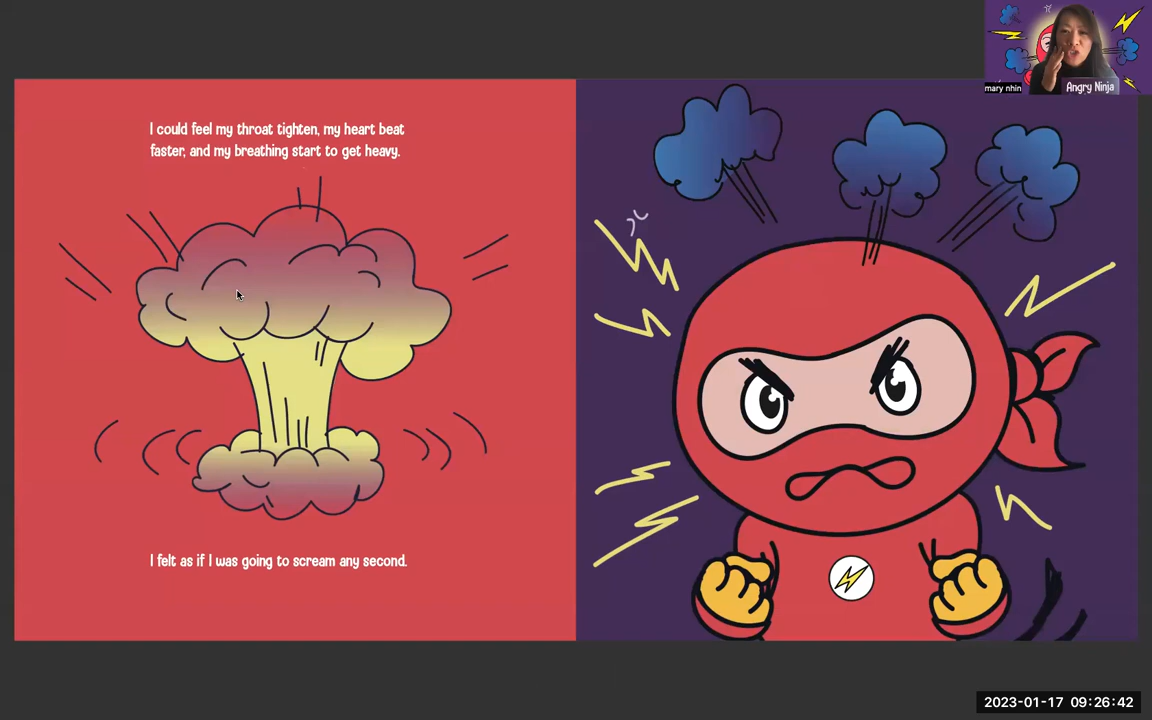 I could feel my throat tighten, my heart beat
faster, and my breathing start to get heavy.
I felt as if I was going to scream any second.
mary nhin
Angry Ninja
2023-01-17 09:26:42